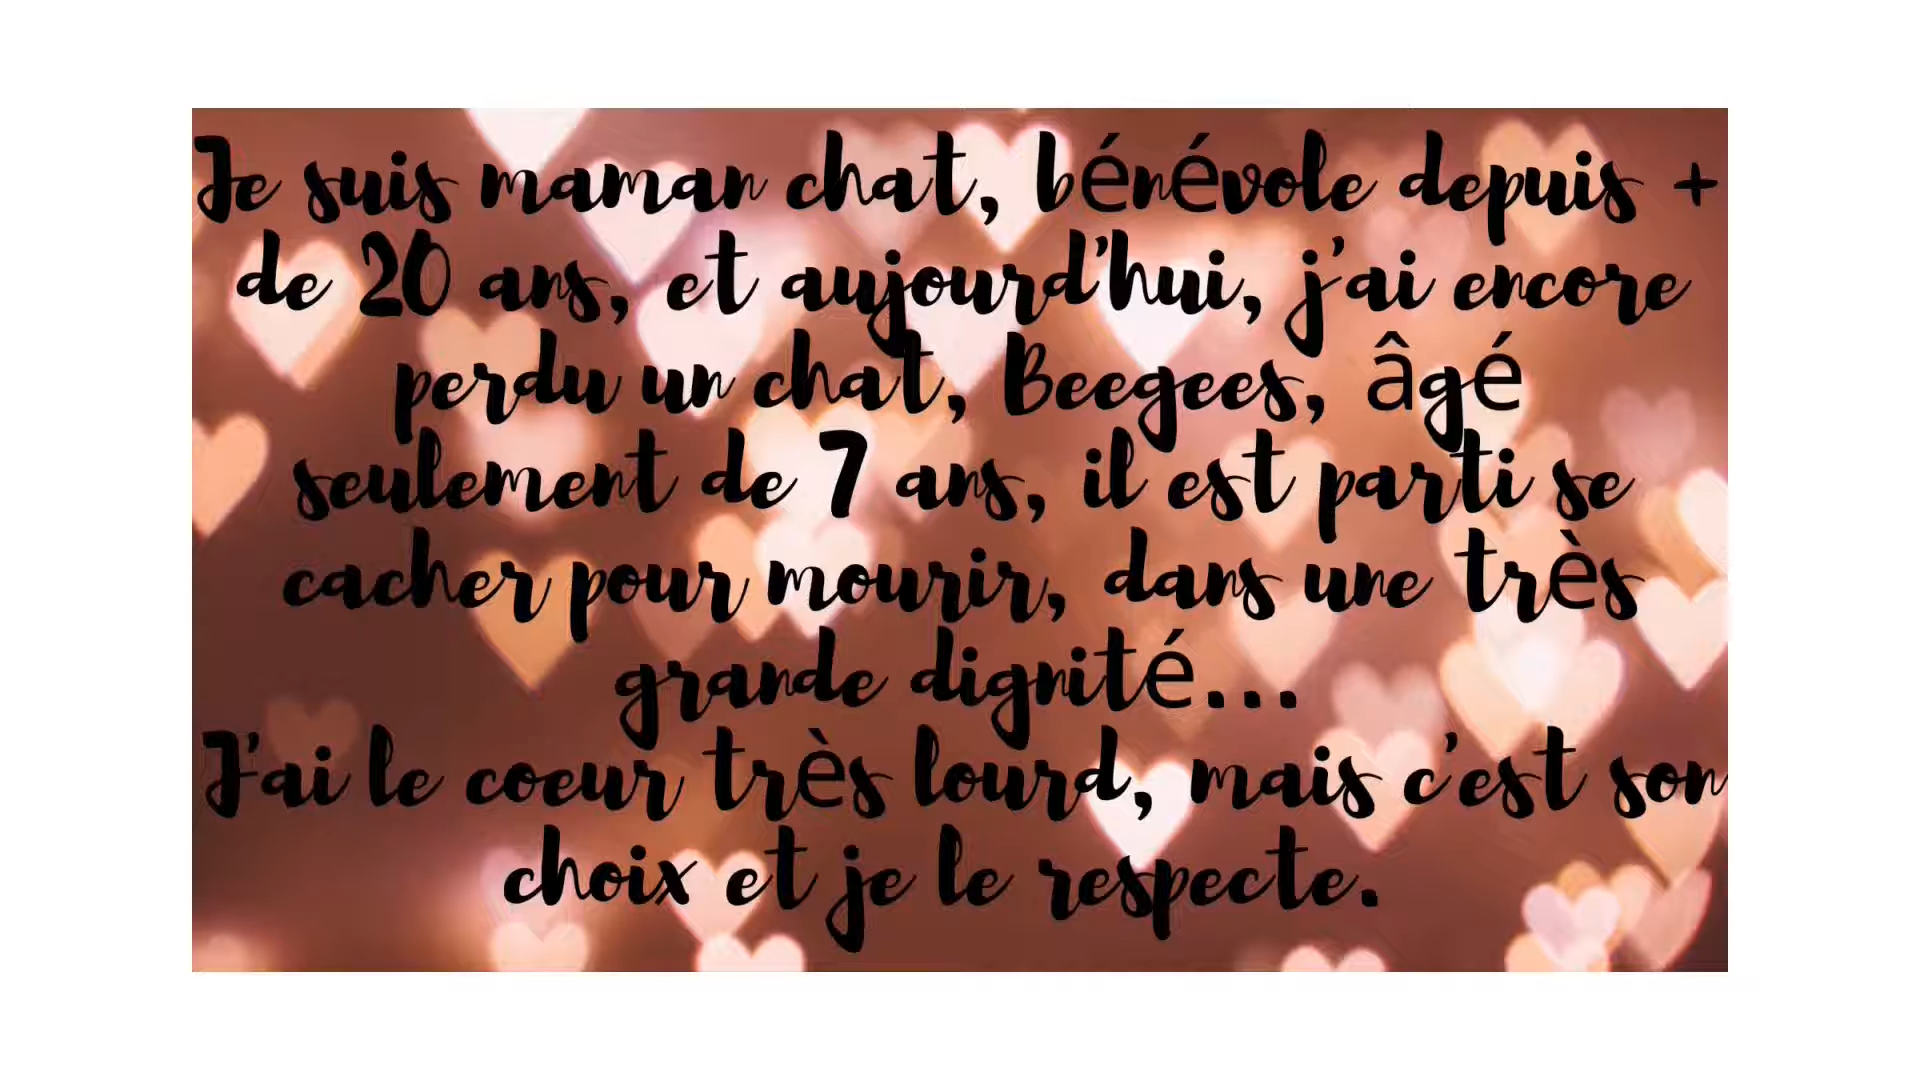 Je suis maman chat, bénévole depuis +
de 20 ans, et aujourd'hui, j'ai encore
perdu un chat, Beegees, âgé
seulement de 7 ans, il est parti se
cacher pour mourir, dans une très
grande dignité...
J'ai le coeur très lourd, mais c'est son
choix et je le respecte.